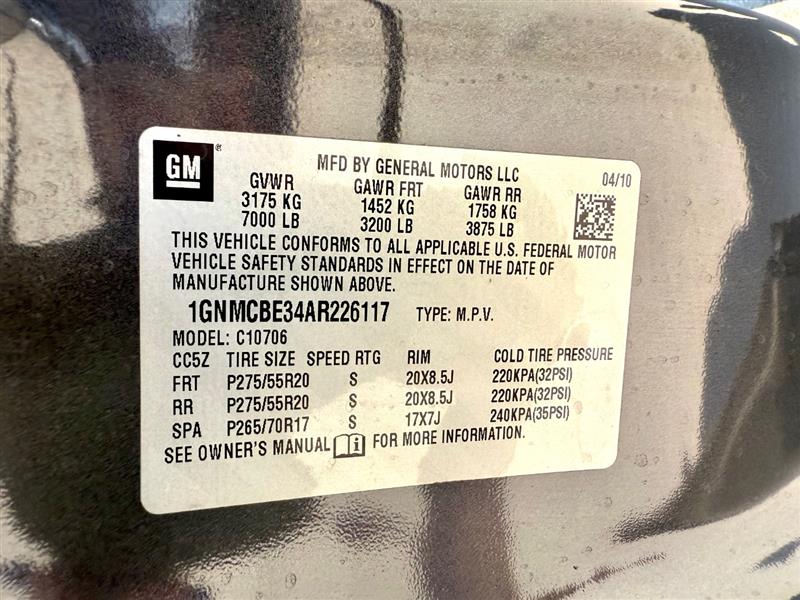 GM ®
MFD BY GENERAL MOTORS LLC 04/10
GVWR GAWR FRT GAWR RR
3175 KG 1452 KG 1758 KG
7000 LB 3200 LB 3875 LB
THIS VEHICLE CONFORMS TO ALL APPLICABLE U.S. FEDERAL MOTOR
VEHICLE SAFETY STANDARDS IN EFFECT ON THE DATE OF
MANUFACTURE SHOWN ABOVE.
1GNMCBE34AR226117 TYPE: M.P.V.
MODEL: C10706
CC5Z TIRE SIZE SPEED RTG RIM COLD TIRE PRESSURE
FRT P275/55R20 S 20X8.5J 220KPA(32PSI)
RR P275/55R20 S 20X8.5J 220KPA(32PSI)
SPA P265/70R17 S 17X7J 240KPA(35PSI)
SEE OWNER'S MANUAL FOR MORE INFORMATION.